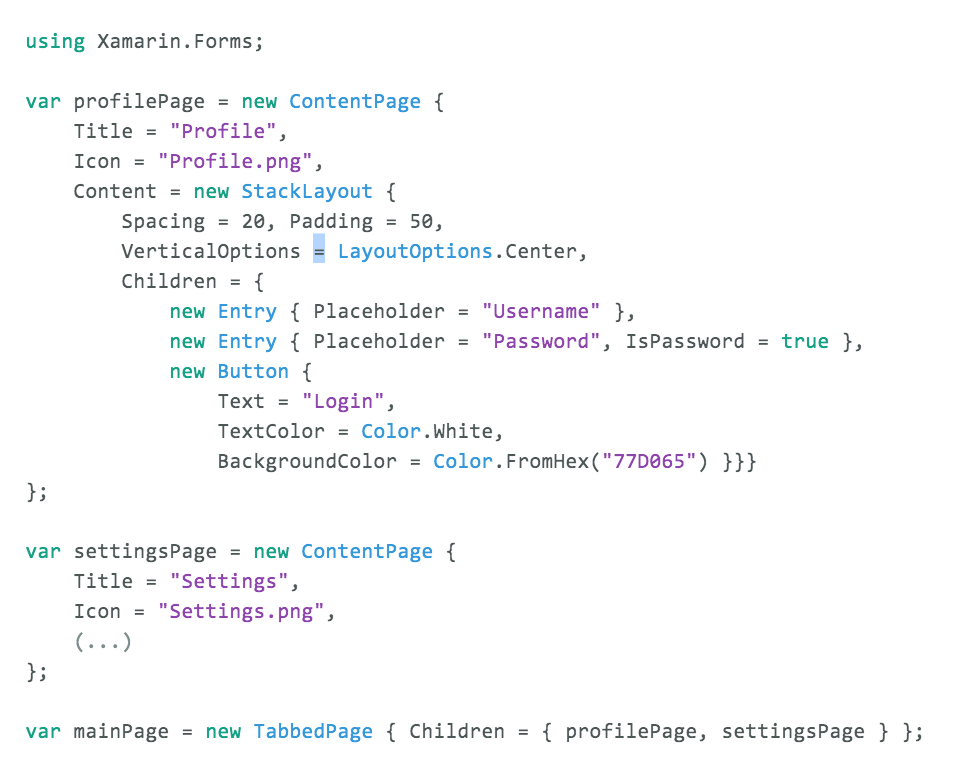 using Xamarin.Forms;

var profilePage = new ContentPage {
    Title = "Profile",
    Icon = "Profile.png",
    Content = new StackLayout {
        Spacing = 20, Padding = 50,
        VerticalOptions = LayoutOptions.Center,
        Children = {
            new Entry { Placeholder = "Username" },
            new Entry { Placeholder = "Password", IsPassword = true },
            new Button {
                Text = "Login",
                TextColor = Color.White,
                BackgroundColor = Color.FromHex("77D065") }}}
};

var settingsPage = new ContentPage {
    Title = "Settings",
    Icon = "Settings.png",
    (...)
};

var mainPage = new TabbedPage { Children = { profilePage, settingsPage } };